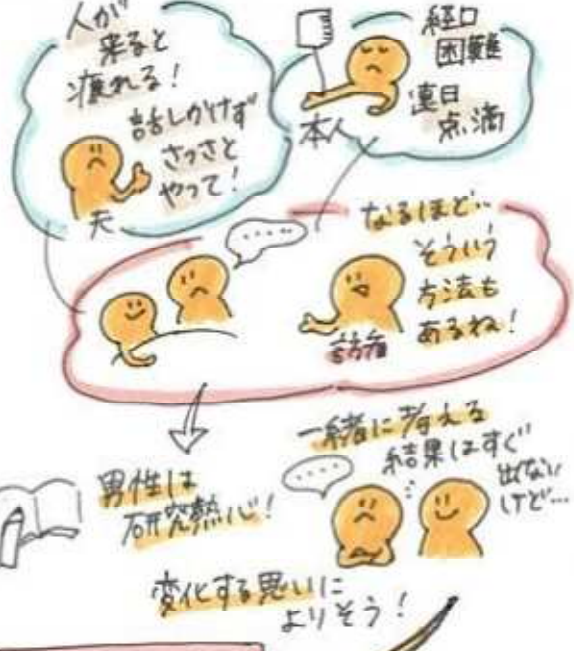 人が
来ると
疲れる！
話しかけず
さっさと
やって！
夫
経口
困難
連日
点滴
本人
なるほど..
そういう
方法も
あるね！
訪看
一緒に考える
結果はすぐ
出ない
けど…
男性は
研究熱心！
変化する思いに
よりそう！